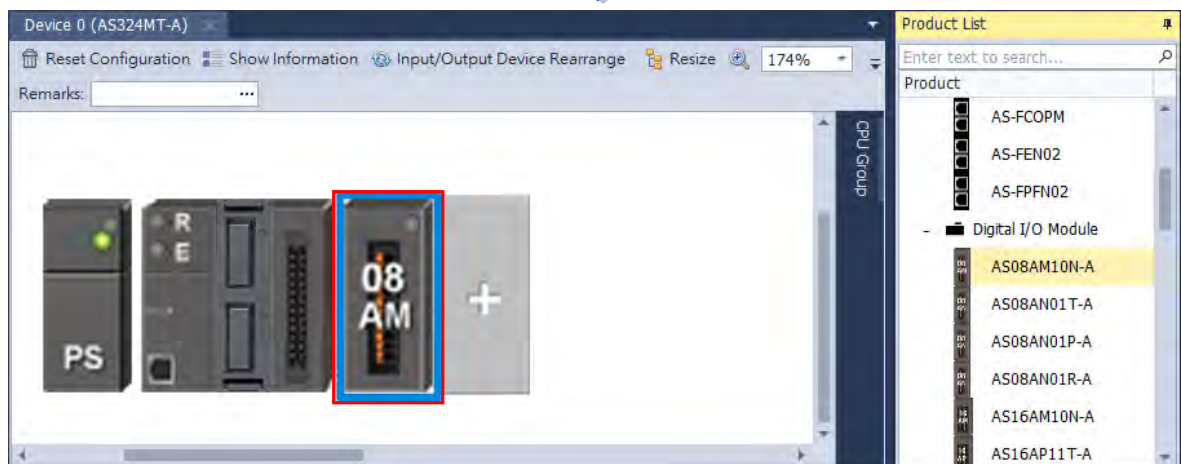 Device 0 (AS324MT-A)
Reset Configuration Show Information Input/Output Device Rearrange Resize 174%
Remarks: ...
CPU Group
R
E
PS
08
AM
+
Product List
Enter text to search...
Product
AS-FCOPM
AS-FEN02
AS-FPFN02
- Digital I/O Module
AS08AM10N-A
AS08AN01T-A
AS08AN01P-A
AS08AN01R-A
AS16AM10N-A
AS16AP11T-A